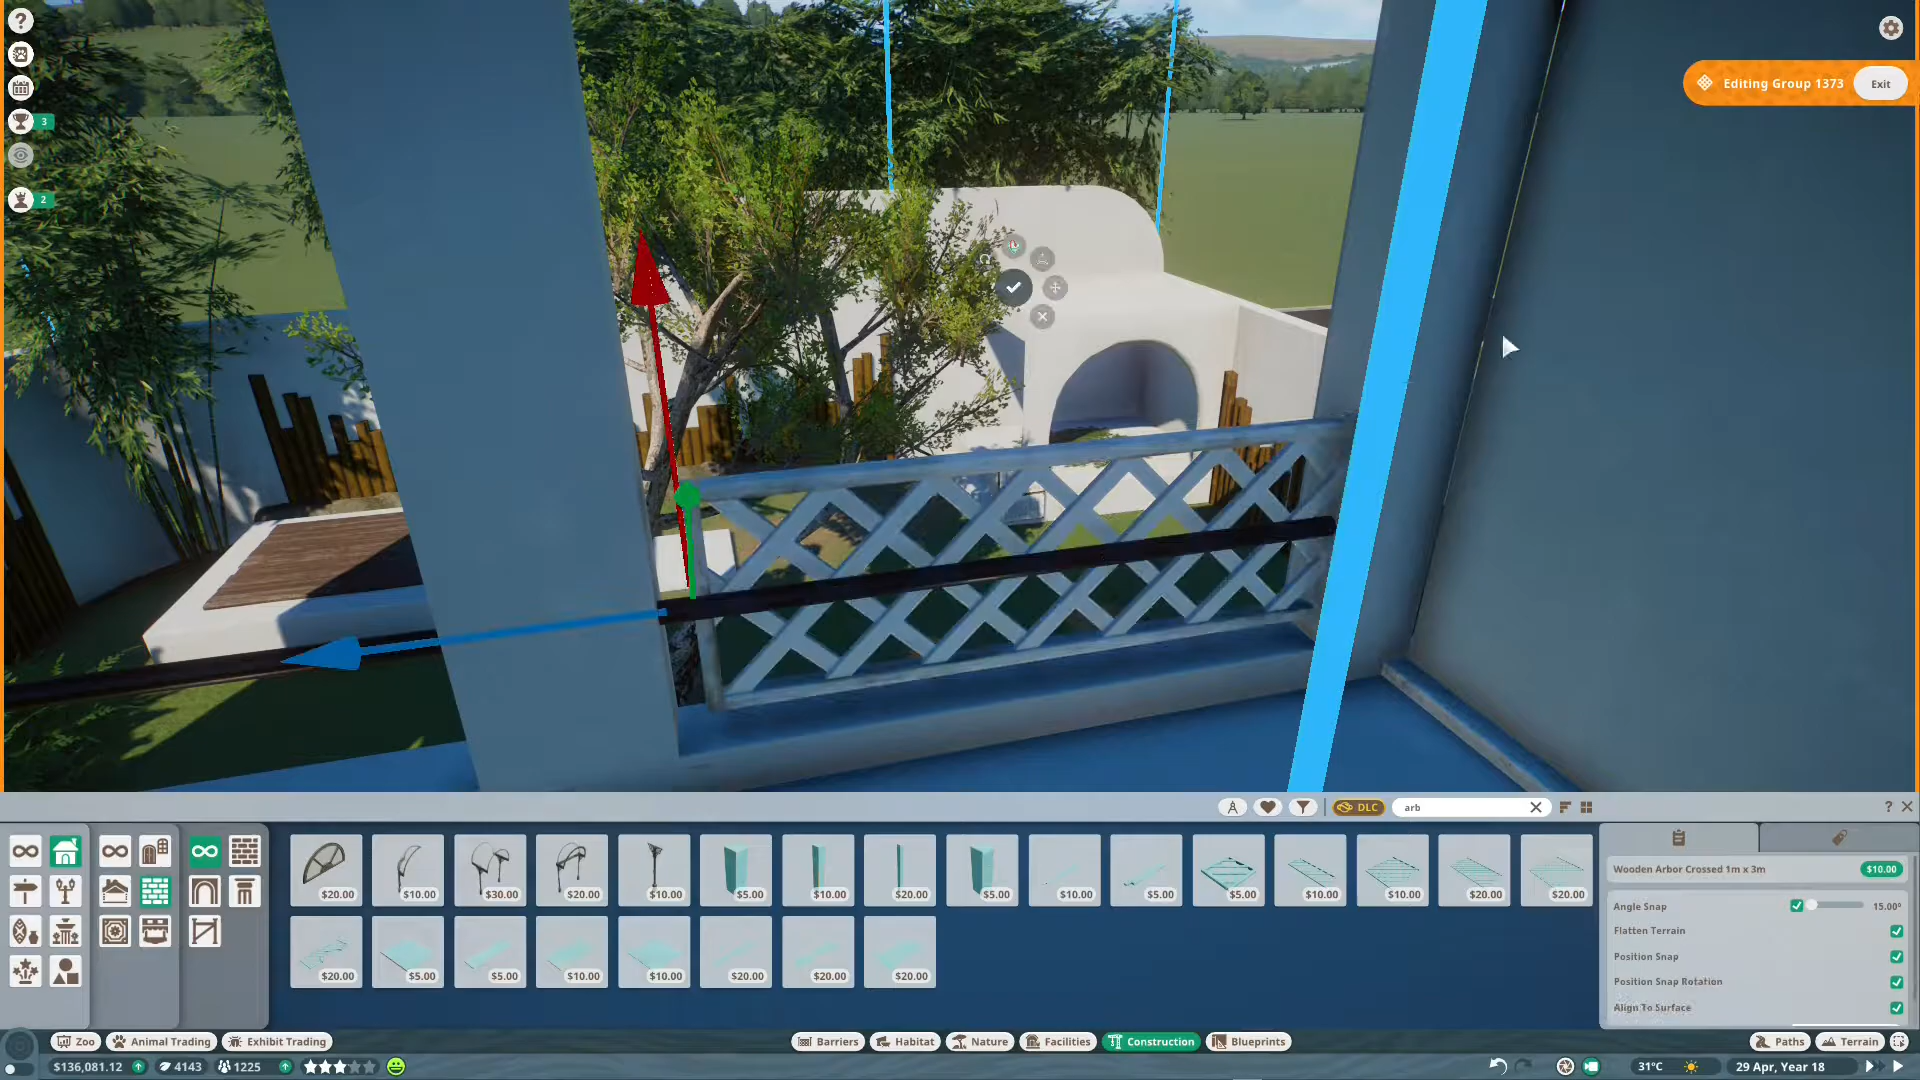 ?
3
2
Editing Group 1373
Exit
DLC
arb
?
$20.00
$10.00
$30.00
$20.00
$10.00
$5.00
$10.00
$20.00
$5.00
$10.00
$5.00
$5.00
$10.00
$10.00
$20.00
$20.00
$20.00
$5.00
$5.00
$10.00
$10.00
$20.00
$20.00
$20.00
Wooden Arbor Crossed 1m x 3m
$10.00
Angle Snap
15.00°
Flatten Terrain
Position Snap
Position Snap Rotation
Align To Surface
Zoo
Animal Trading
Exhibit Trading
Barriers
Habitat
Nature
Facilities
Construction
Blueprints
Paths
Terrain
$136,081.12
4143
1225
31°C
29 Apr, Year 18